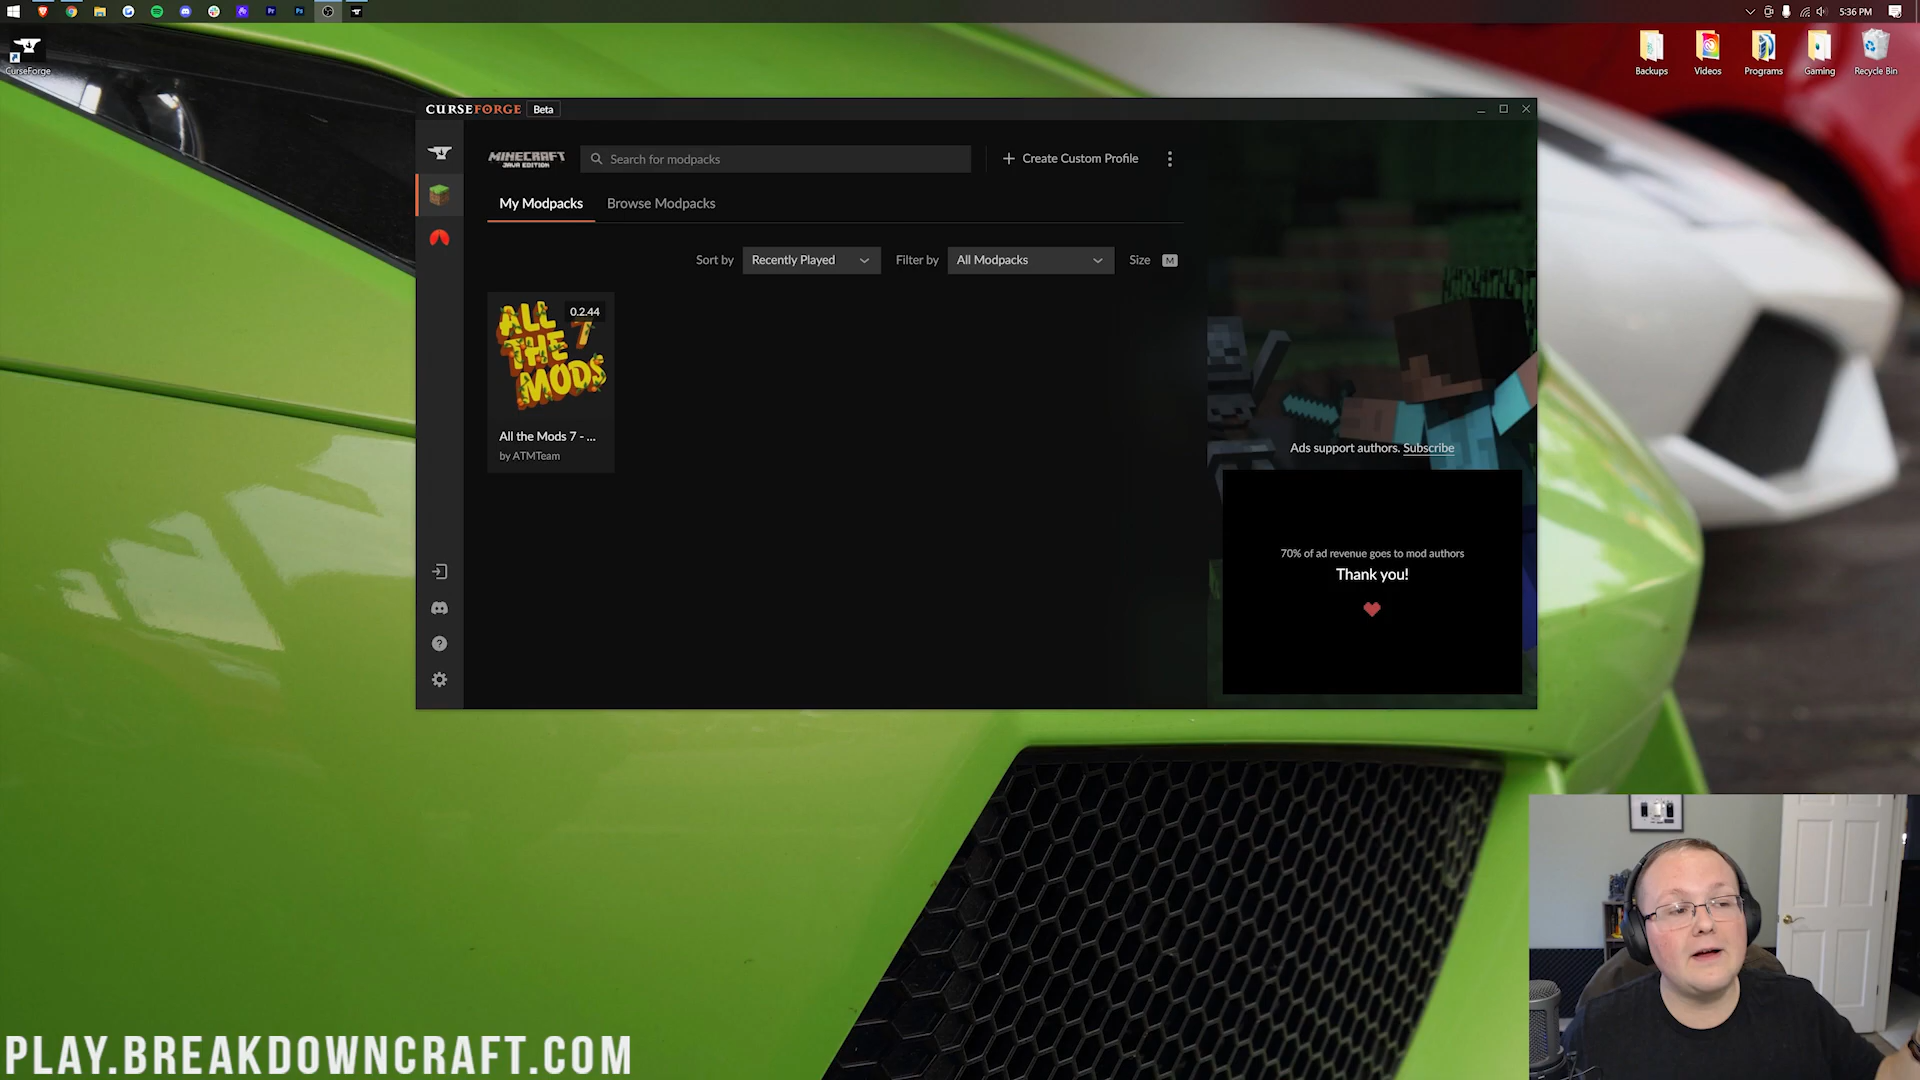 5:36 PM
CurseForge
Backups
Videos
Programs
Gaming
Recycle Bin
CURSEFORGE Beta
MINECRAFT
JAVA EDITION
Search for modpacks
Create Custom Profile
My Modpacks
Browse Modpacks
Sort by
Recently Played
Filter by
All Modpacks
Size
M
0.2.44
ALL
THE 7
MODS
All the Mods 7 - ...
by ATMTeam
Ads support authors. Subscribe
70% of ad revenue goes to mod authors
Thank you!
PLAY.BREAKDOWNCRAFT.COM